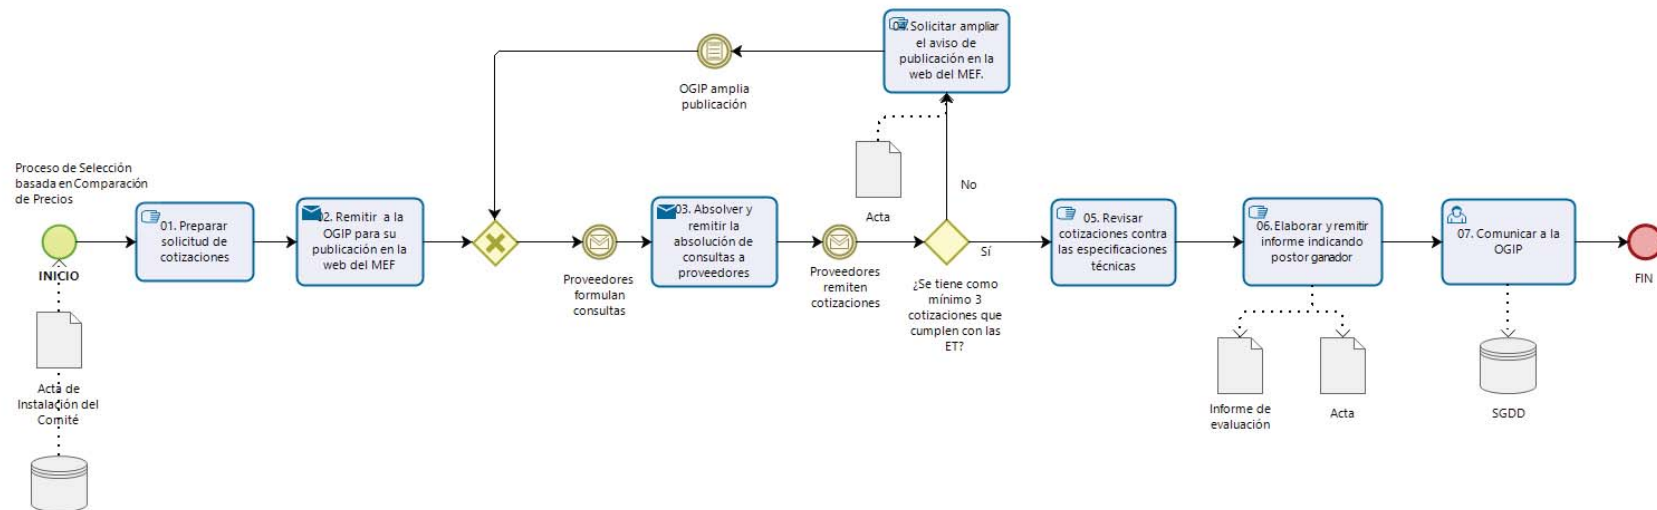 04. Solicitar ampliar
el aviso de
publicación en la
web del MEF.
OGIP amplia
publicación
Acta
No
Proceso de Selección
basada en Comparación
de Precios
INICIO
01. Preparar
solicitud de
cotizaciones
02. Remitir a la
OGIP para su
publicación en la
web del MEF
Proveedores
formulan
consultas
03. Absolver y
remitir la
absolución de
consultas a
proveedores
Proveedores
remiten
cotizaciones
Sí
¿Se tiene como
mínimo 3
cotizaciones que
cumplen con las
ET?
05. Revisar
cotizaciones contra
las especificaciones
técnicas
06. Elaborar y remitir
informe indicando
postor ganador
07. Comunicar a la
OGIP
FIN
Acta de
Instalación del
Comité
Informe de
evaluación
Acta
SGDD